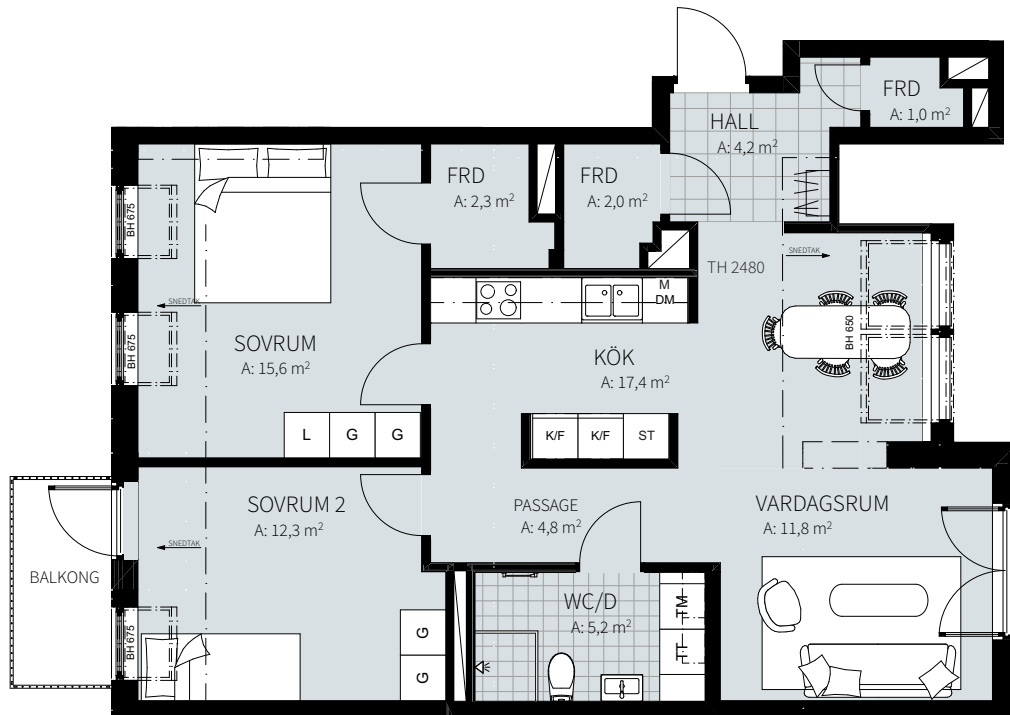 FRD
A: 1,0 m²
HALL
A: 4,2 m²
FRD
A: 2,3 m²
FRD
A: 2,0 m²
BH 675
SNEDTAK
TH 2480
SNEDTAK
M
DM
BH 650
BH 675
SOVRUM
A: 15,6 m²
KÖK
A: 17,4 m²
L
G
G
K/F
K/F
ST
SOVRUM 2
A: 12,3 m²
PASSAGE
A: 4,8 m²
VARDAGSRUM
A: 11,8 m²
SNEDTAK
BALKONG
WC/D
A: 5,2 m²
TM
TT
BH 675
G
G